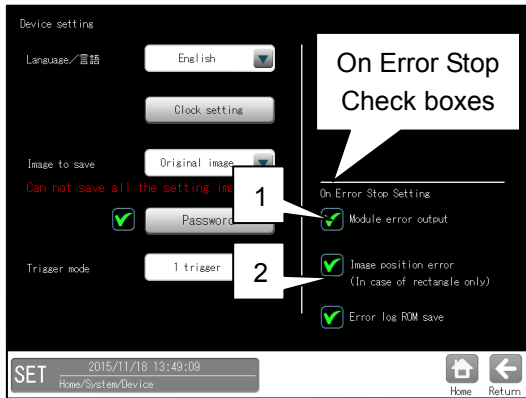 Device setting
Language/言語
English
Clock setting
Image to save
Original image
Can not save all the setting im
Password
Trigger mode
1 trigger
On Error Stop
Check boxes
On Error Stop Setting
1
Module error output
2
Image position error
(In case of rectangle only)
Error log ROM save
SET
2015/11/18 13:49:09
Home/System/Device
Home
Return